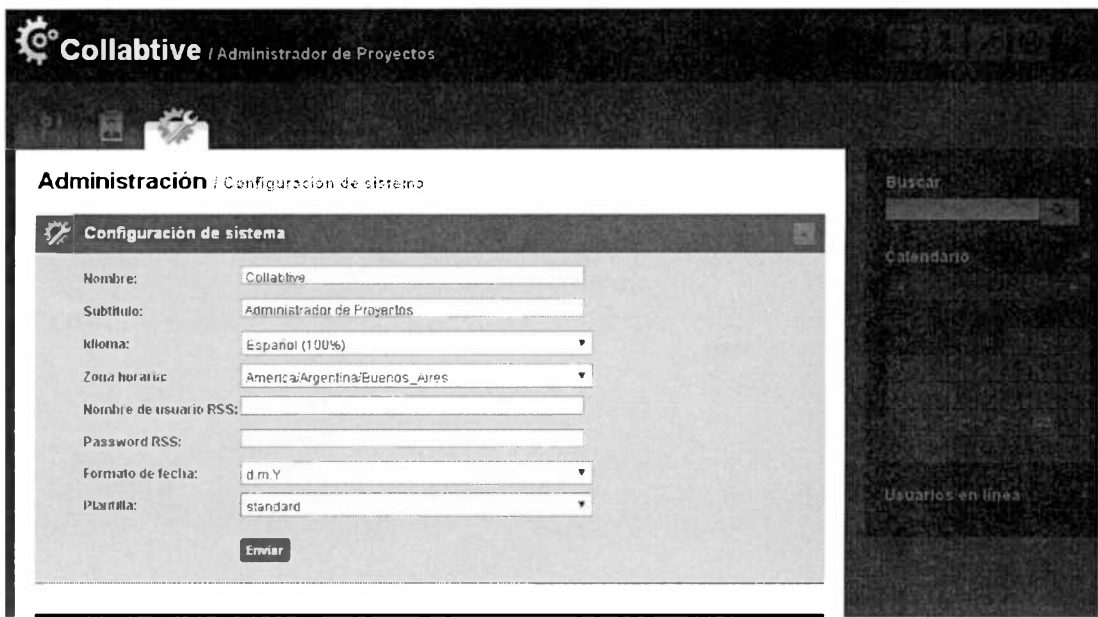 Collabtive / Administrador de Proyectos
Administración / Configuración de sistema
Configuración de sistema
Nombre: Collabtive
Subtítulo: Administrador de Proyectos
Idioma: Español (100%)
Zona horaria: America/Argentina/Buenos_Aires
Nombre de usuario RSS:
Password RSS:
Formato de fecha: d.m.Y
Plantilla: standard
Enviar
Buscar
Calendario
Usuarios en línea